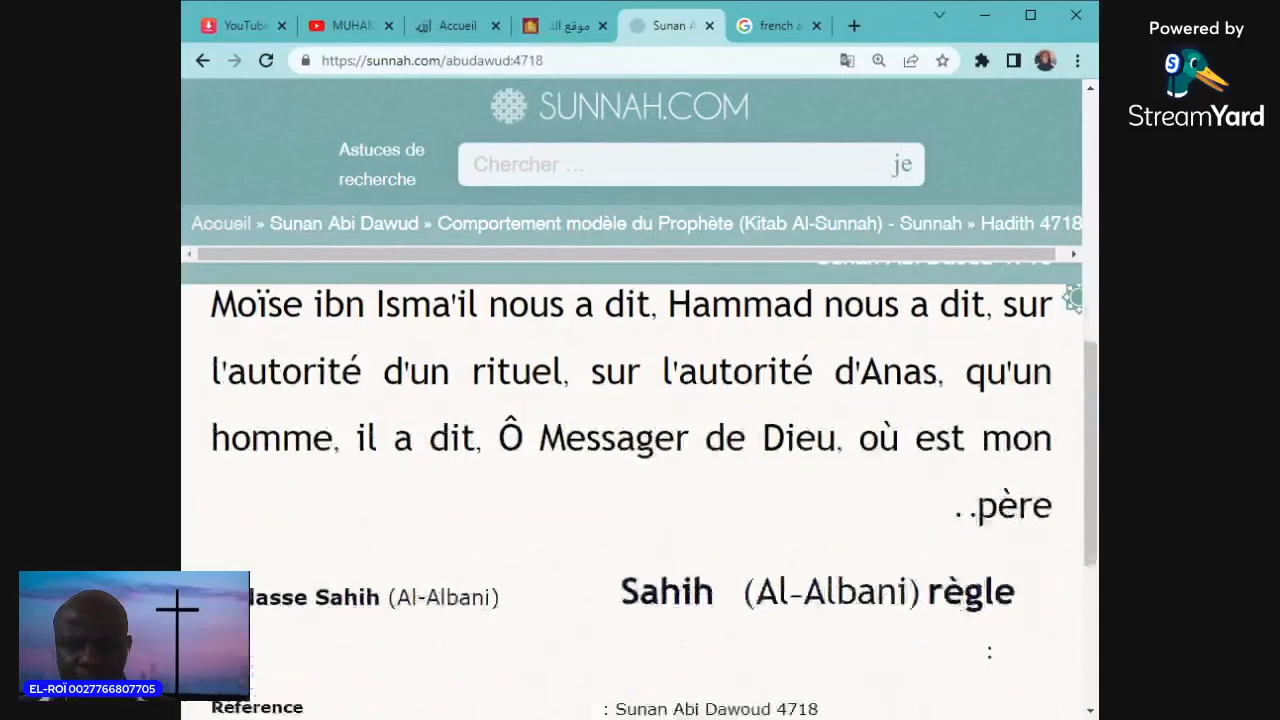 YouTube
MUHAM
Accueil
موقع الـ
Sunan A
french a
https://sunnah.com/abudawud:4718
Powered by
S
StreamYard
SUNNAH.COM
Astuces de
recherche
Chercher …
je
Accueil » Sunan Abi Dawud » Comportement modèle du Prophète (Kitab Al-Sunnah) - Sunnah » Hadith 4718
Moïse ibn Isma'il nous a dit, Hammad nous a dit, sur
l'autorité d'un rituel, sur l'autorité d'Anas, qu'un
homme, il a dit, Ô Messager de Dieu, où est mon
..père
lasse Sahih (Al-Albani)
Sahih (Al-Albani) règle
:
EL-ROÏ 0027766807705
Référence
: Sunan Abi Dawoud 4718